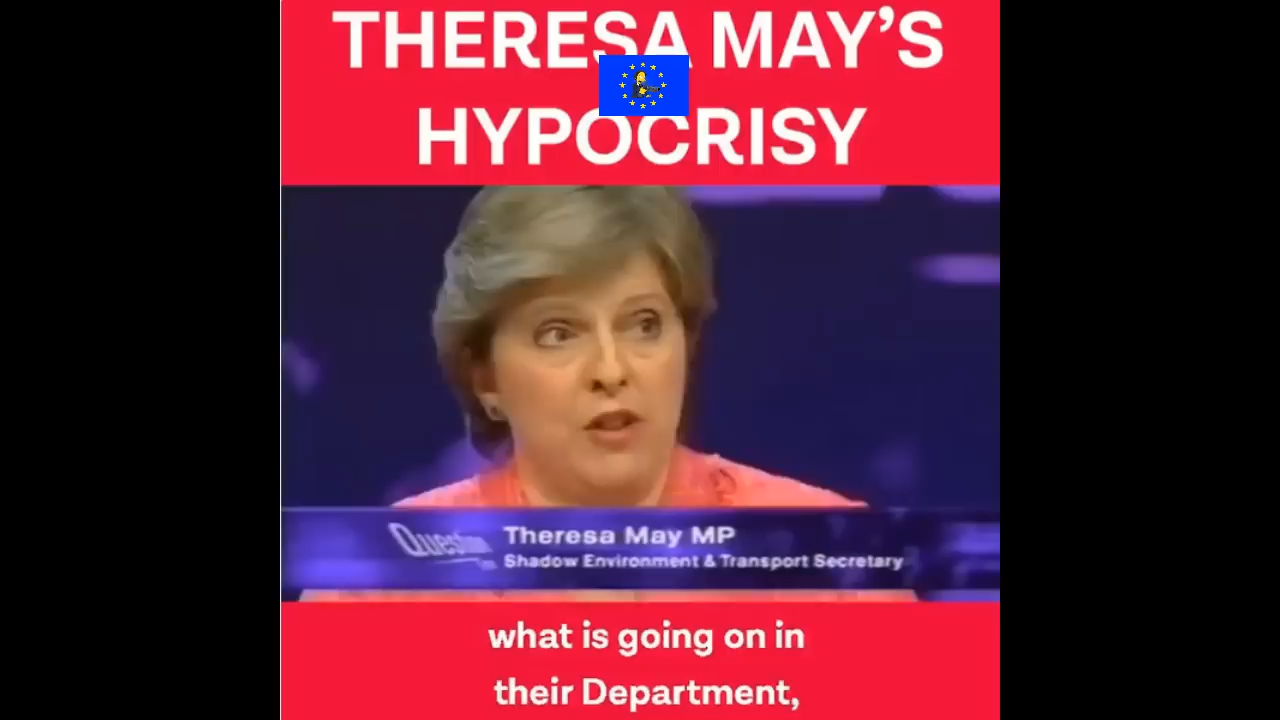 THERESA MAY'S
HYPOCRISY
Theresa May MP
Shadow Environment & Transport Secretary
what is going on in
their Department,